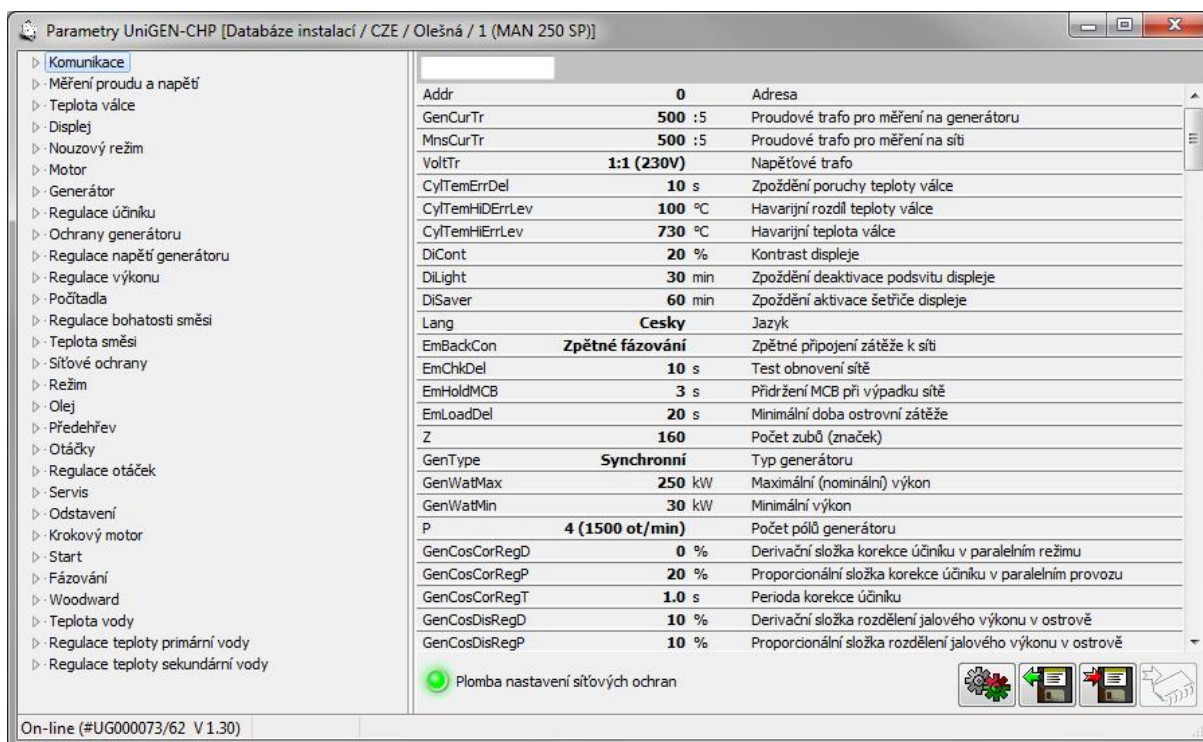 Parametry UniGEN-CHP [Databáze instalací / CZE / Olešná / 1 (MAN 250 SP)]
Komunikace
Měření proudu a napětí
Teplota válce
Displej
Nouzový režim
Motor
Generátor
Regulace účiníku
Ochrany generátoru
Regulace napětí generátoru
Regulace výkonu
Počítadla
Regulace bohatosti směsi
Teplota směsi
Síťové ochrany
Režim
Olej
Předehřev
Otáčky
Regulace otáček
Servis
Odstavení
Krokový motor
Start
Fázování
Woodward
Teplota vody
Regulace teploty primární vody
Regulace teploty sekundární vody
Addr 0 Adresa
GenCurTr 500 :5 Proudové trafo pro měření na generátoru
MnsCurTr 500 :5 Proudové trafo pro měření na síti
VoltTr 1:1 (230V) Napěťové trafo
CylTemErrDel 10 s Zpoždění poruchy teploty válce
CylTemHiDErrLev 100 °C Havarijní rozdíl teploty válce
CylTemHiErrLev 730 °C Havarijní teplota válce
DiCont 20 % Kontrast displeje
DiLight 30 min Zpoždění deaktivace podsvitu displeje
DiSaver 60 min Zpoždění aktivace šetřiče displeje
Lang Cesky Jazyk
EmBackCon Zpětné fázování Zpětné připojení zátěže k síti
EmChkDel 10 s Test obnovení sítě
EmHoldMCB 3 s Přidržení MCB při výpadku sítě
EmLoadDel 20 s Minimální doba ostrovní zátěže
Z 160 Počet zubů (značek)
GenType Synchronní Typ generátoru
GenWatMax 250 kW Maximální (nominální) výkon
GenWatMin 30 kW Minimální výkon
P 4 (1500 ot/min) Počet pólů generátoru
GenCosCorRegD 0 % Derivační složka korekce účiníku v paralelním režimu
GenCosCorRegP 20 % Proporcionální složka korekce účiníku v paralelním provozu
GenCosCorRegT 1.0 s Perioda korekce účiníku
GenCosDisRegD 10 % Derivační složka rozdělení jalového výkonu v ostrově
GenCosDisRegP 10 % Proporcionální složka rozdělení jalového výkonu v ostrově
Plomba nastavení síťových ochran
On-line (#UG000073/62 V 1.30)